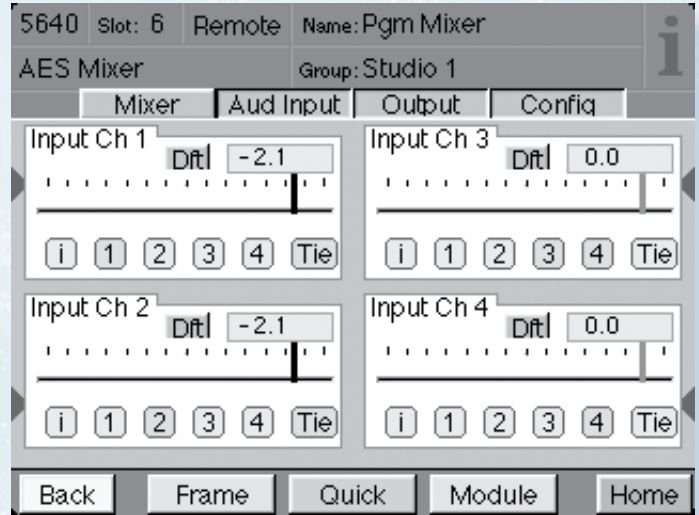 5640 Slot: 6 Remote Name: Pgm Mixer
AES Mixer Group: Studio 1
i
Mixer Aud Input Output Config
Input Ch 1
Dft -2.1
i 1 2 3 4 Tie
Input Ch 3
Dft 0.0
i 1 2 3 4 Tie
Input Ch 2
Dft -2.1
i 1 2 3 4 Tie
Input Ch 4
Dft 0.0
i 1 2 3 4 Tie
Back Frame Quick Module Home